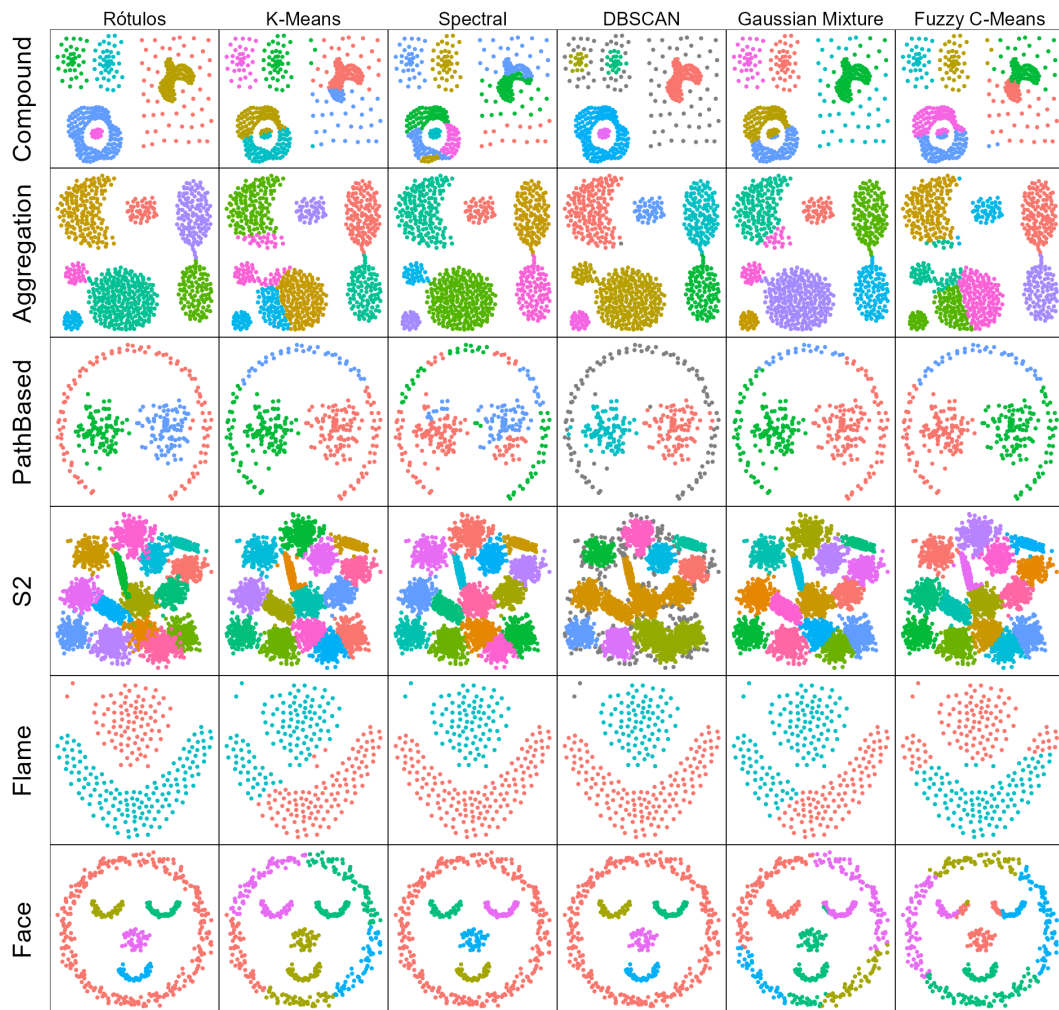 Rótulos
K-Means
Spectral
DBSCAN
Gaussian Mixture
Fuzzy C-Means
Compound
Aggregation
PathBased
S2
Flame
Face